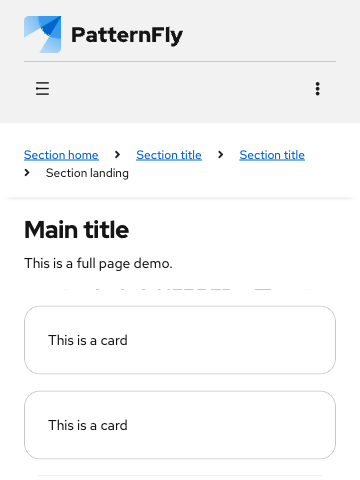 PatternFly
Section home > Section title > Section title
> Section landing
Main title
This is a full page demo.
This is a card
This is a card